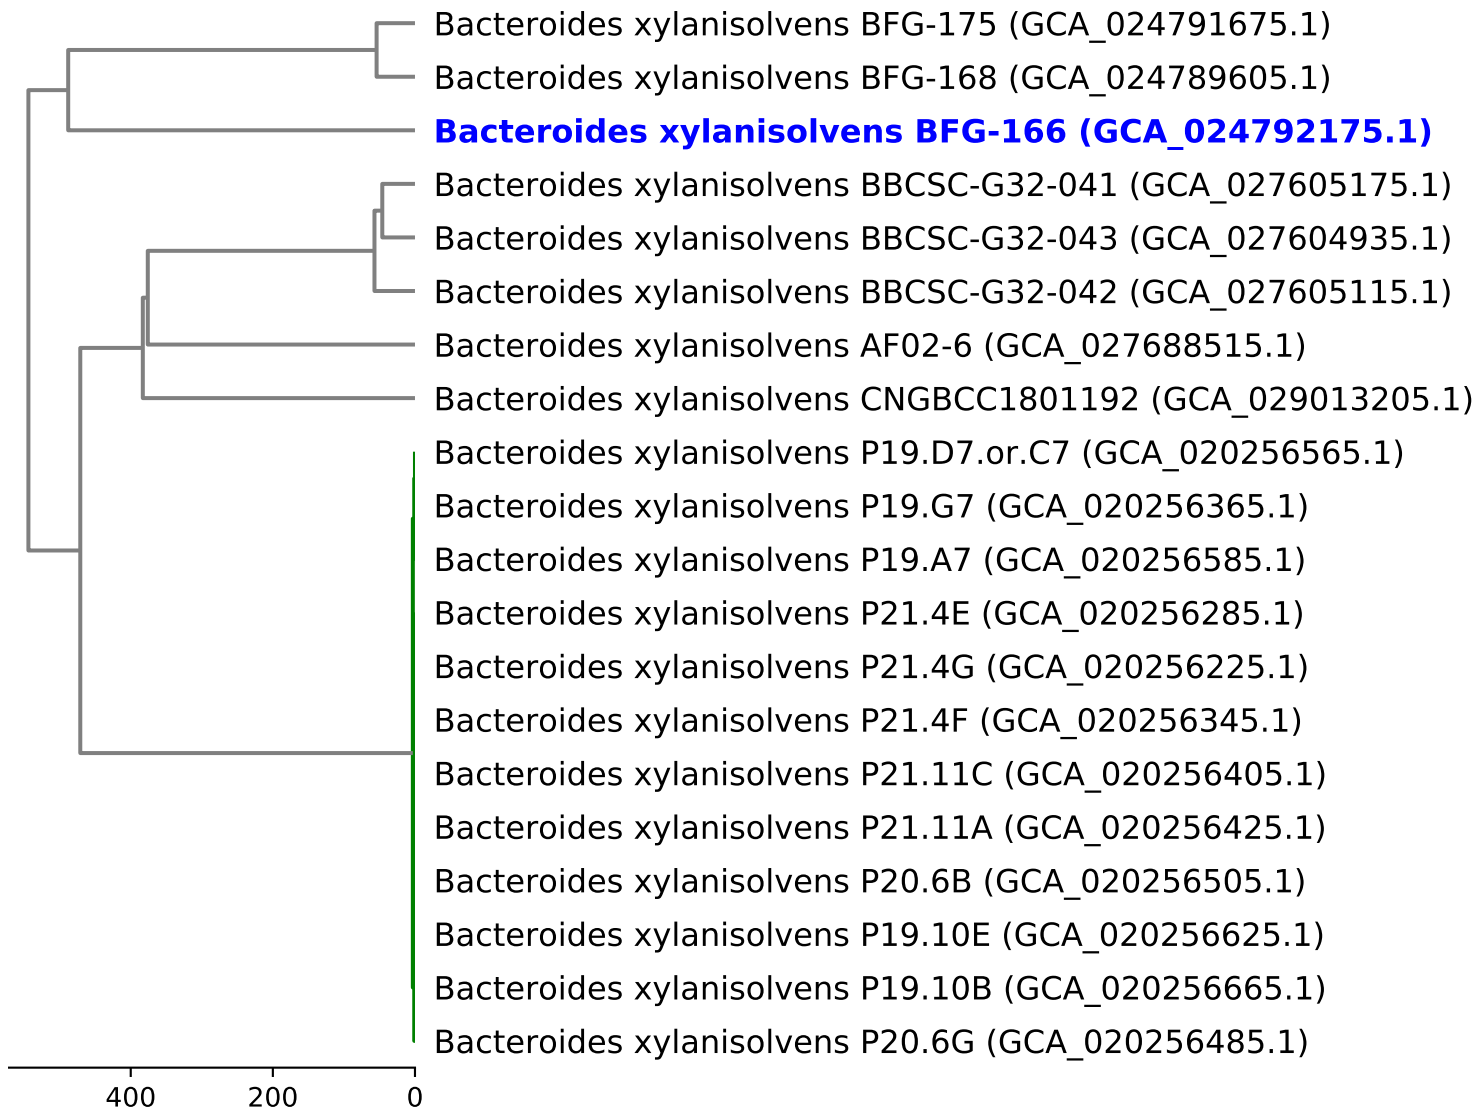 Bacteroides xylanisolvens BFG-175 (GCA_024791675.1)
Bacteroides xylanisolvens BFG-168 (GCA_024789605.1)
Bacteroides xylanisolvens BFG-166 (GCA_024792175.1)
Bacteroides xylanisolvens BBCSC-G32-041 (GCA_027605175.1)
Bacteroides xylanisolvens BBCSC-G32-043 (GCA_027604935.1)
Bacteroides xylanisolvens BBCSC-G32-042 (GCA_027605115.1)
Bacteroides xylanisolvens AF02-6 (GCA_027688515.1)
Bacteroides xylanisolvens CNGBCC1801192 (GCA_029013205.1)
Bacteroides xylanisolvens P19.D7.or.C7 (GCA_020256565.1)
Bacteroides xylanisolvens P19.G7 (GCA_020256365.1)
Bacteroides xylanisolvens P19.A7 (GCA_020256585.1)
Bacteroides xylanisolvens P21.4E (GCA_020256285.1)
Bacteroides xylanisolvens P21.4G (GCA_020256225.1)
Bacteroides xylanisolvens P21.4F (GCA_020256345.1)
Bacteroides xylanisolvens P21.11C (GCA_020256405.1)
Bacteroides xylanisolvens P21.11A (GCA_020256425.1)
Bacteroides xylanisolvens P20.6B (GCA_020256505.1)
Bacteroides xylanisolvens P19.10E (GCA_020256625.1)
Bacteroides xylanisolvens P19.10B (GCA_020256665.1)
Bacteroides xylanisolvens P20.6G (GCA_020256485.1)
400 200 0